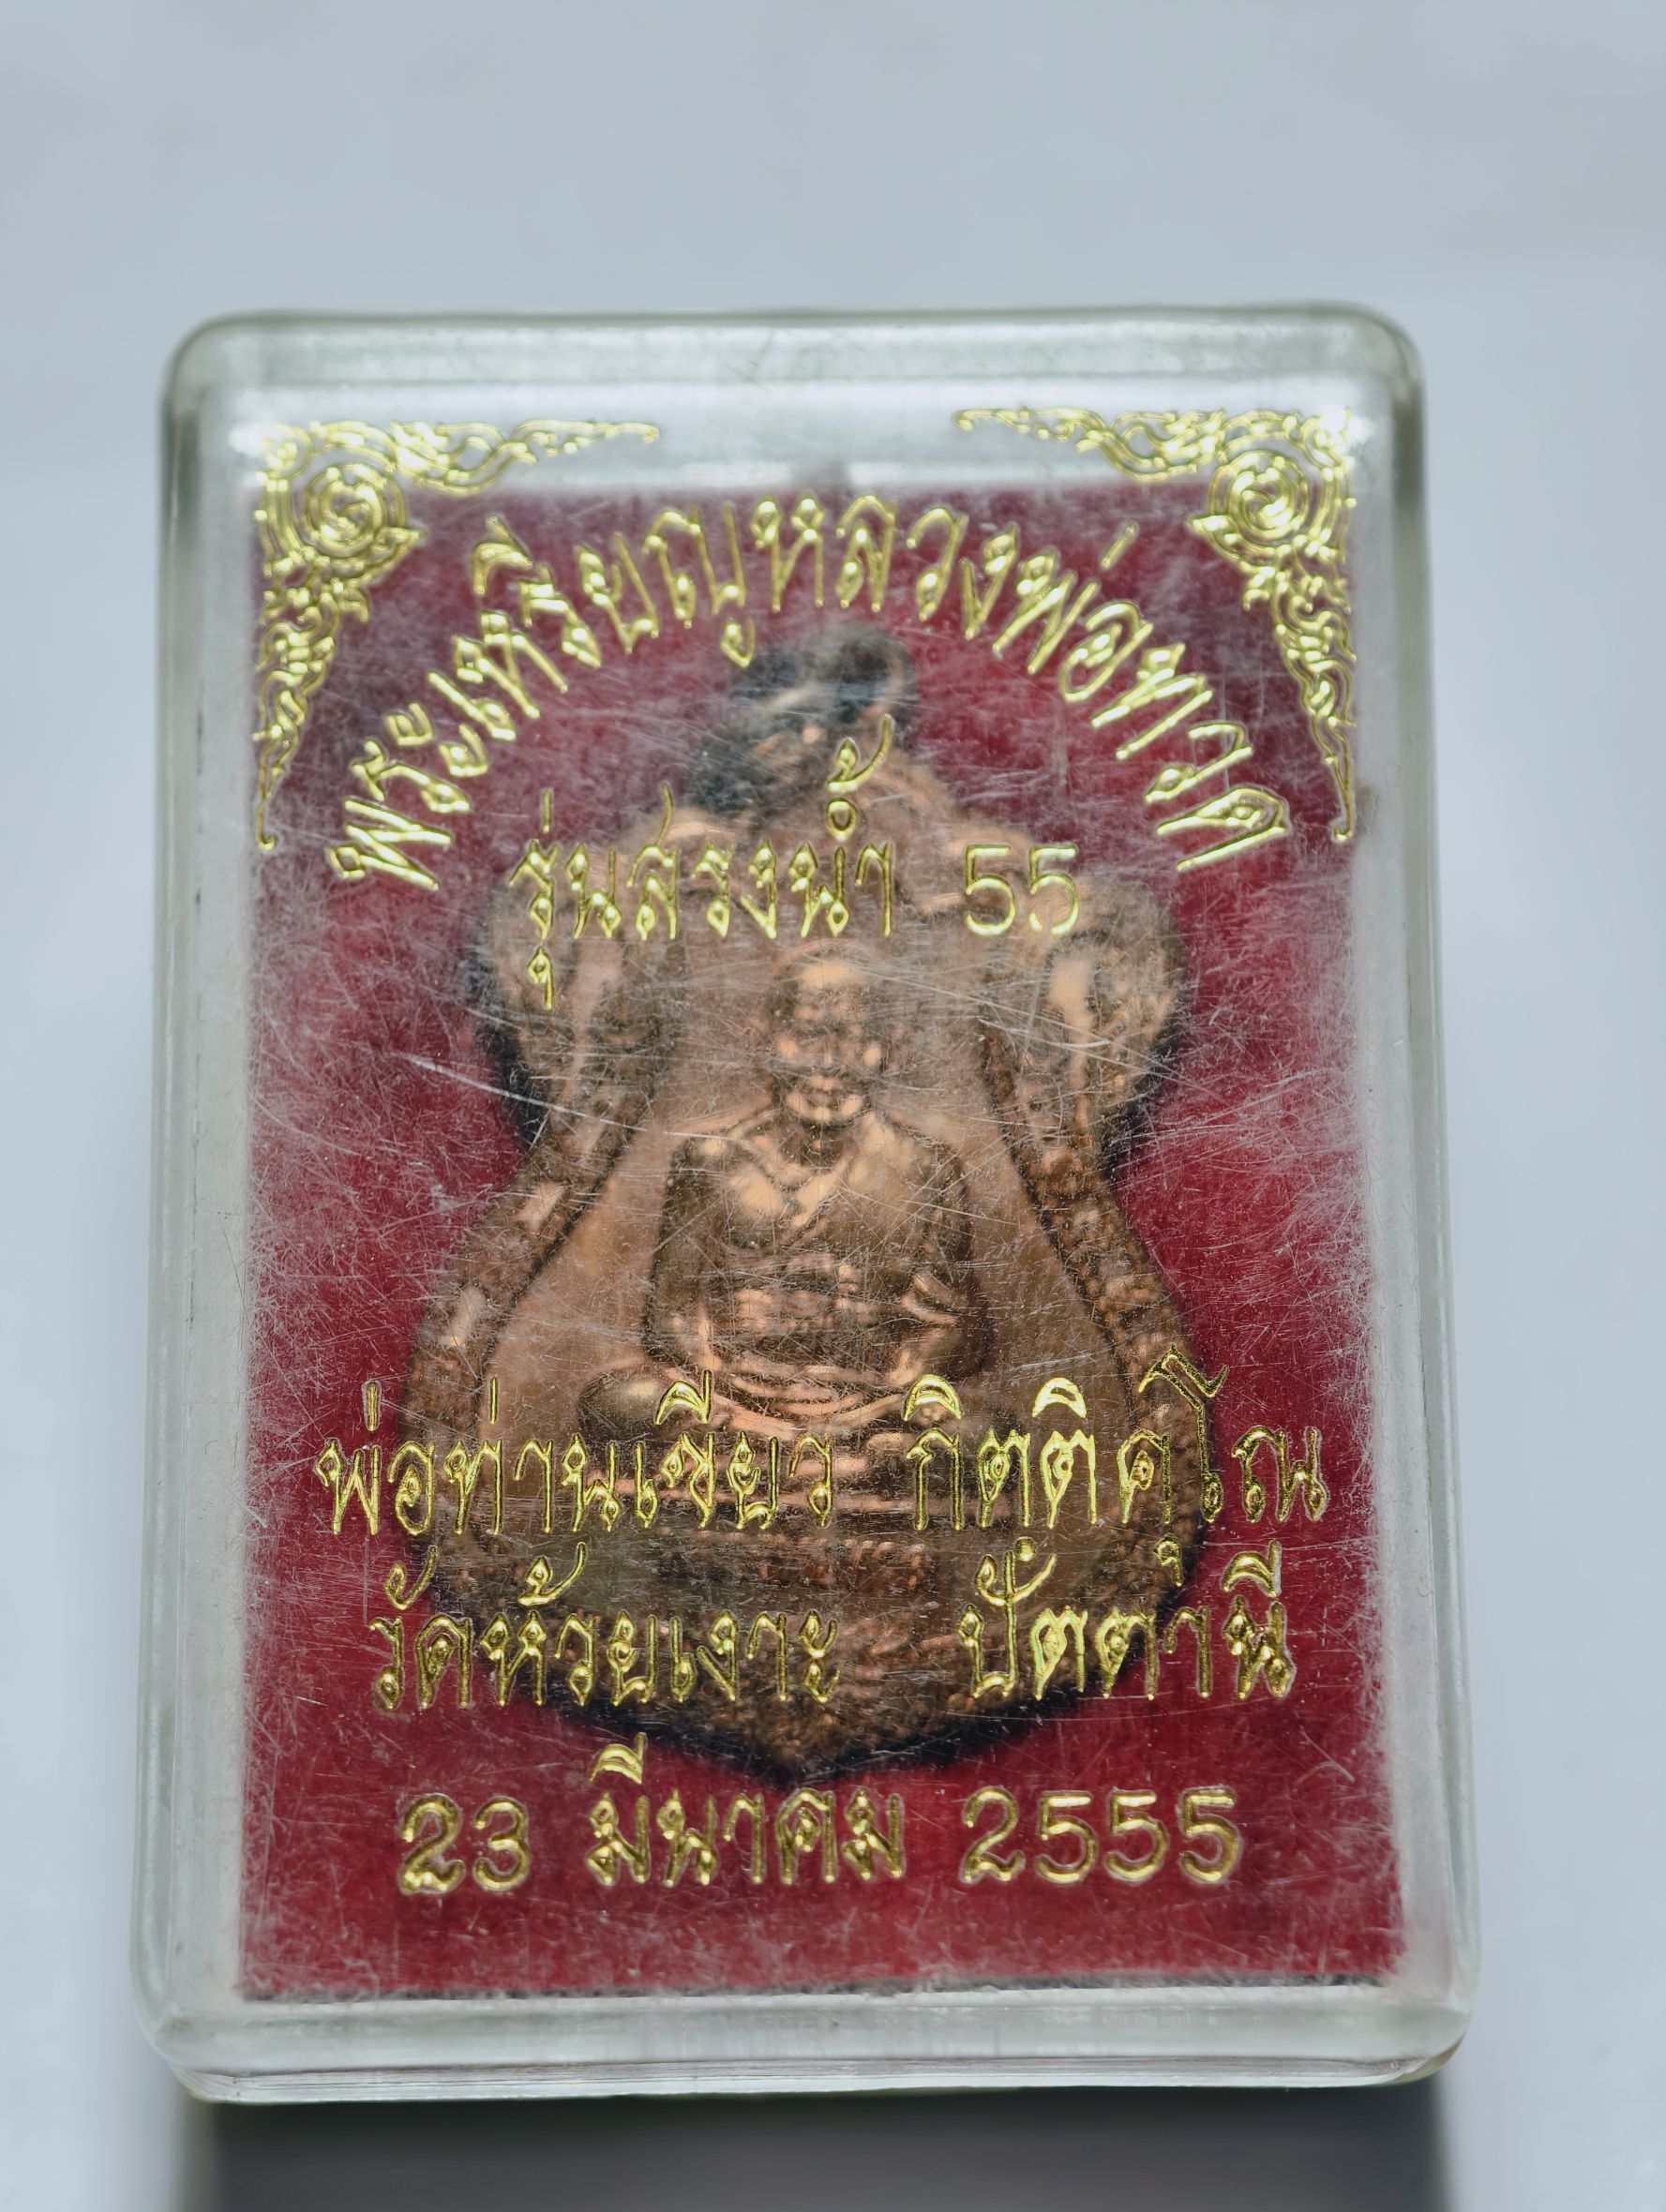 พระเหรียญหลวงพ่อทวด
รุ่นสรงน้ำ 55
พ่อท่านเขียว กิตติคุโณ
วัดห้วยเงาะ ปัตตานี
23 มีนาคม 2555